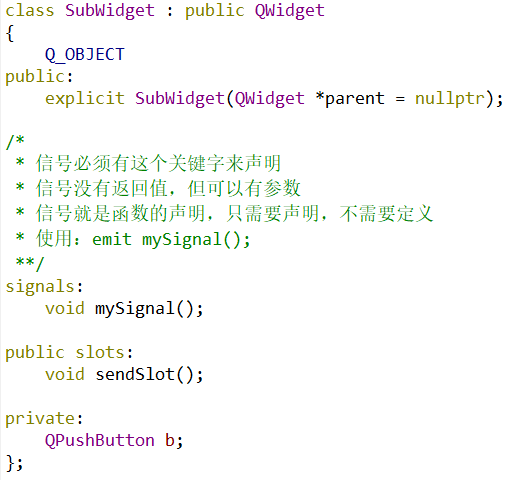 class SubWidget : public QWidget
{
    Q_OBJECT
public:
    explicit SubWidget(QWidget *parent = nullptr);
/*
 * 信号必须有这个关键字来声明
 * 信号没有返回值，但可以有参数
 * 信号就是函数的声明，只需要声明，不需要定义
 * 使用：emit mySignal();
 **/
signals:
    void mySignal();
public slots:
    void sendSlot();
private:
    QPushButton b;
};